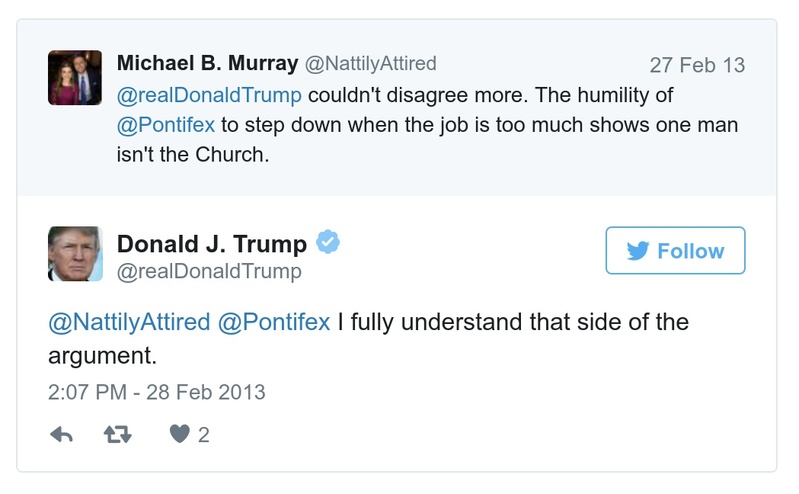 Michael B. Murray @NattilyAttired 27 Feb 13
@realDonaldTrump couldn't disagree more. The humility of
@Pontifex to step down when the job is too much shows one man
isn't the Church.
Donald J. Trump
@realDonaldTrump
Follow
@NattilyAttired @Pontifex I fully understand that side of the
argument.
2:07 PM - 28 Feb 2013
2